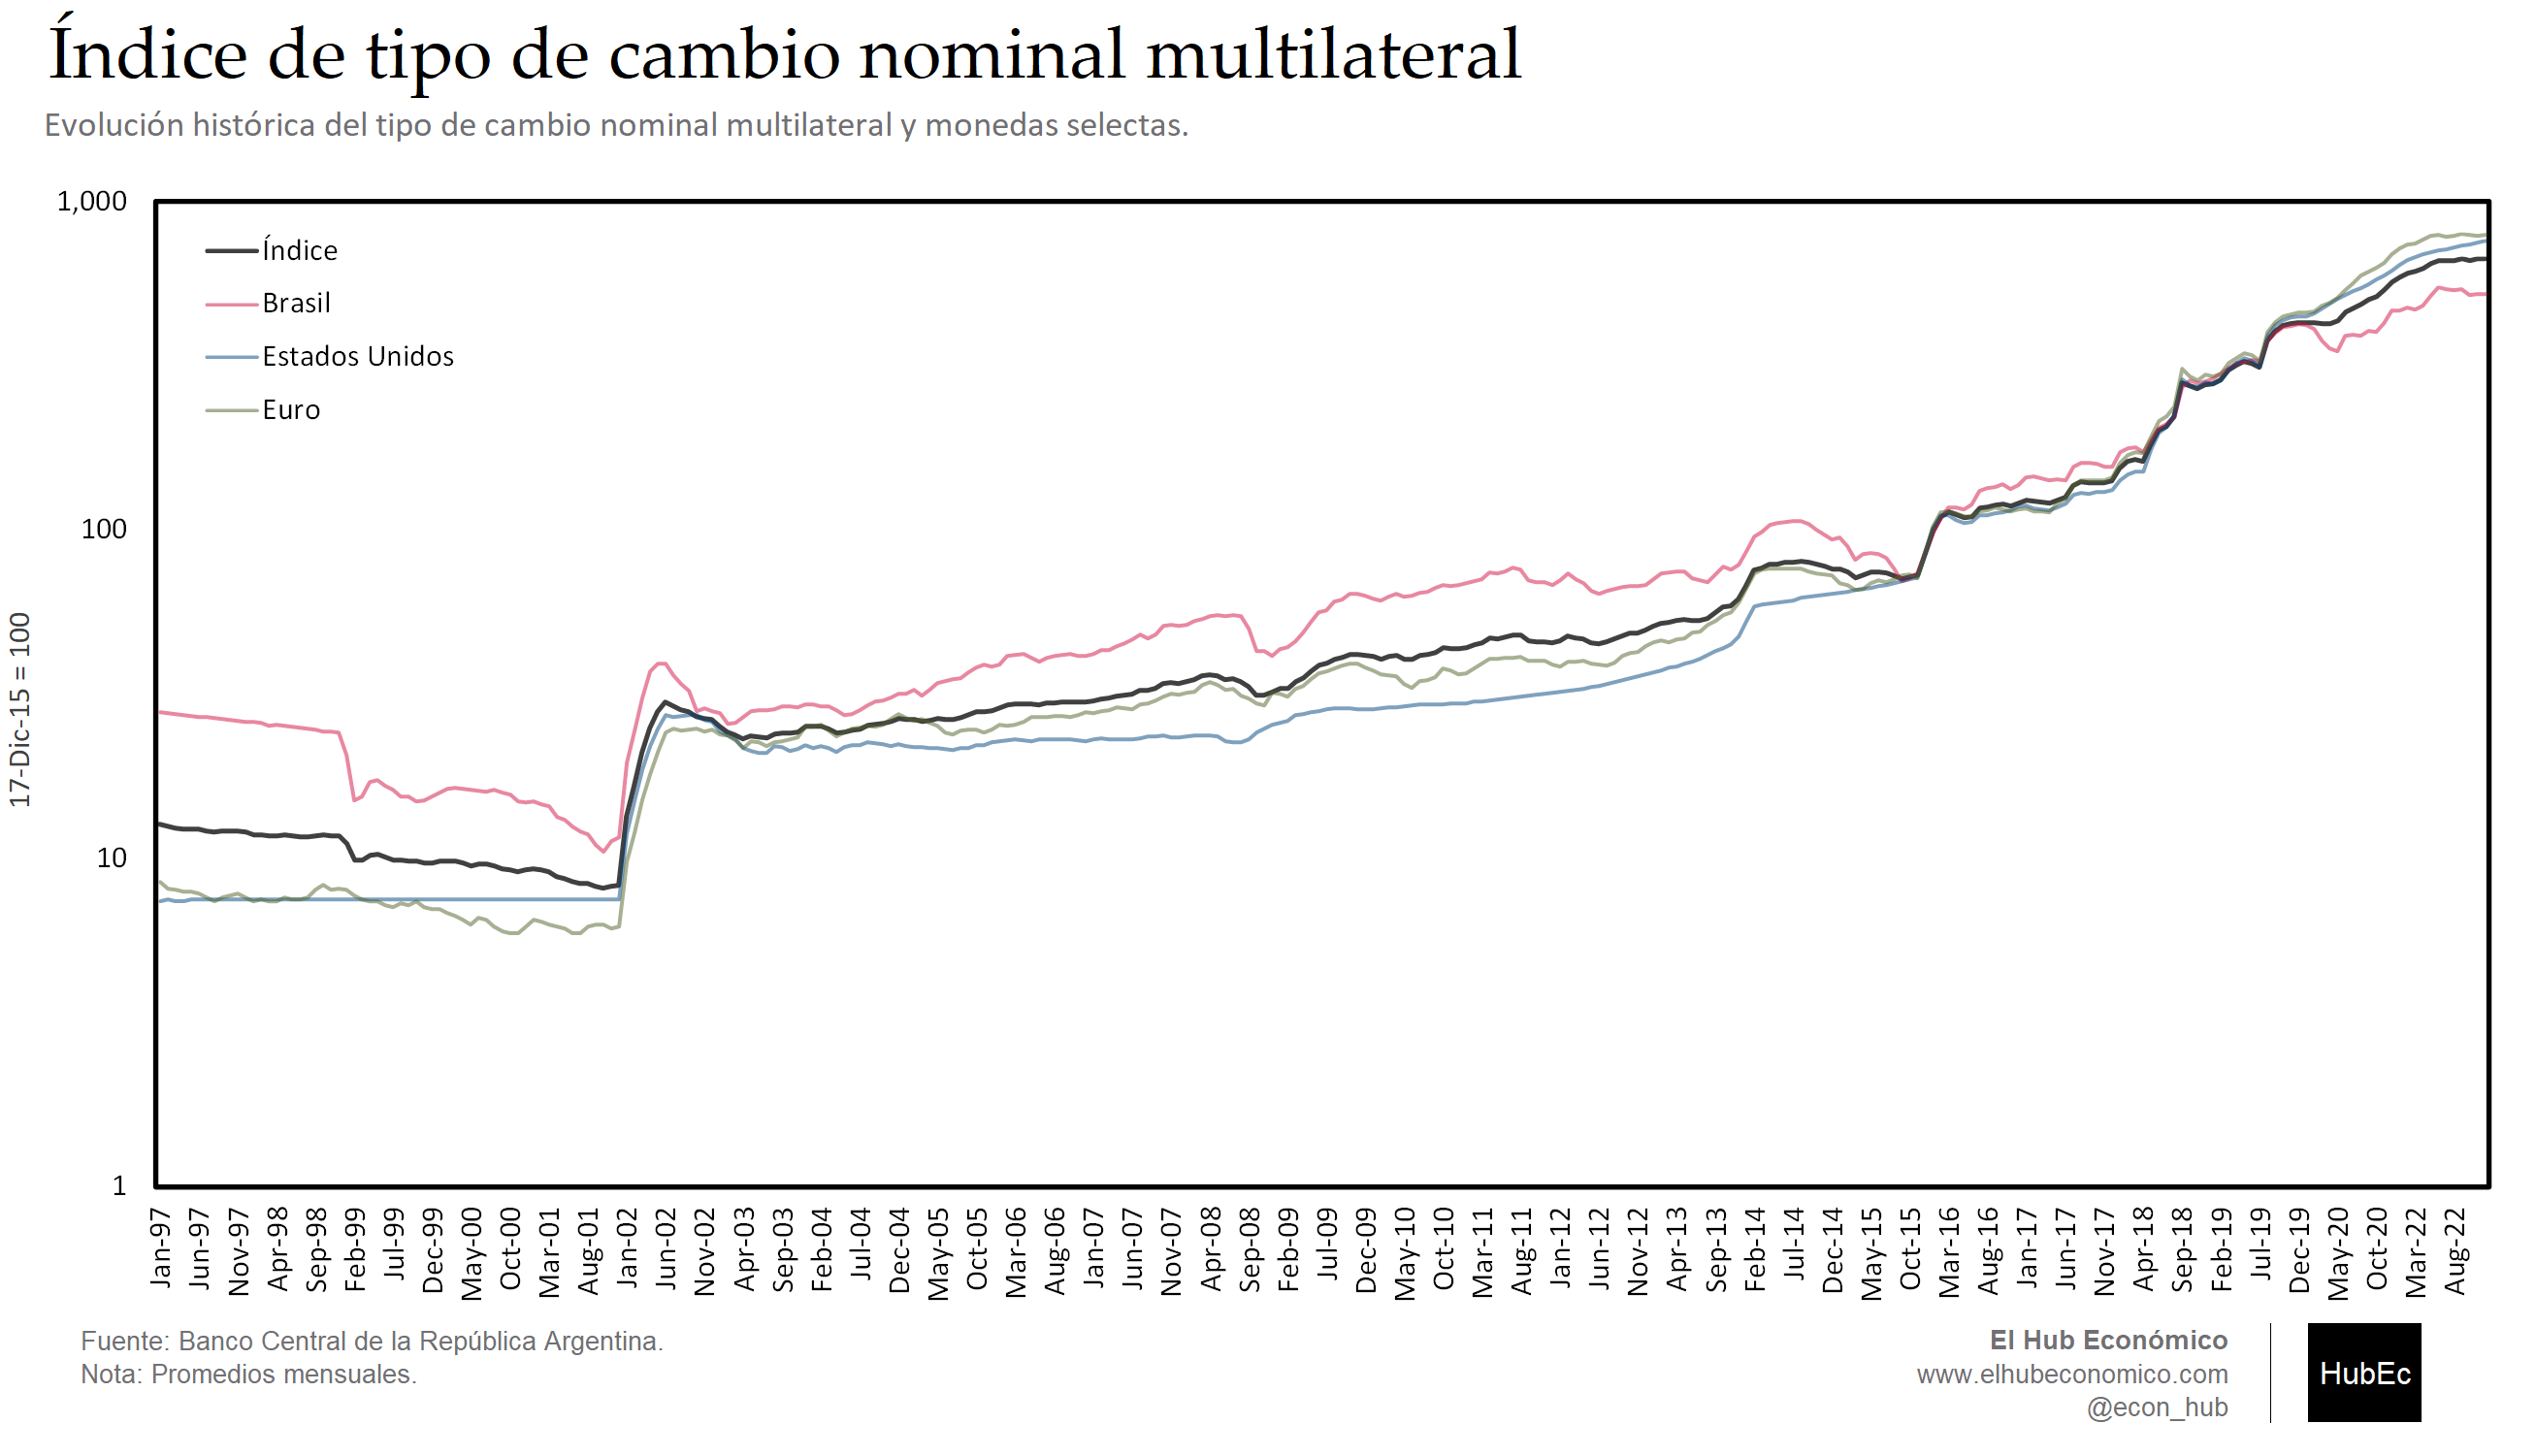 Índice de tipo de cambio nominal multilateral
Evolución histórica del tipo de cambio nominal multilateral y monedas selectas.
1,000
100
10
1
17-Dic-15 = 100
Índice
Brasil
Estados Unidos
Euro
Jan-97
Jun-97
Nov-97
Apr-98
Sep-98
Feb-99
Jul-99
Dec-99
May-00
Oct-00
Mar-01
Aug-01
Jan-02
Jun-02
Nov-02
Apr-03
Sep-03
Feb-04
Jul-04
Dec-04
May-05
Oct-05
Mar-06
Aug-06
Jan-07
Jun-07
Nov-07
Apr-08
Sep-08
Feb-09
Jul-09
Dec-09
May-10
Oct-10
Mar-11
Aug-11
Jan-12
Jun-12
Nov-12
Apr-13
Sep-13
Feb-14
Jul-14
Dec-14
May-15
Oct-15
Mar-16
Aug-16
Jan-17
Jun-17
Nov-17
Apr-18
Sep-18
Feb-19
Jul-19
Dec-19
May-20
Oct-20
Mar-22
Aug-22
Fuente: Banco Central de la República Argentina.
Nota: Promedios mensuales.
El Hub Económico
www.elhubeconomico.com
@econ_hub
HubEc